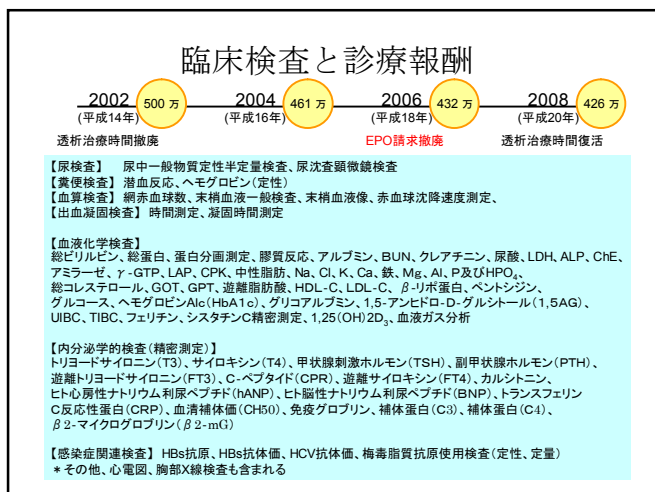 臨床検査と診療報酬
2002 500 万 2004 461 万 2006 432 万 2008 426 万
(平成14年) (平成16年) (平成18年) (平成20年)
透析治療時間撤廃 EPO請求撤廃 透析治療時間復活
【尿検査】 尿中一般物質定性半定量検査、尿沈査顕微鏡検査
【糞便検査】 潜血反応、ヘモグロビン(定性)
【血算検査】 網赤血球数、末梢血液一般検査、末梢血液像、赤血球沈降速度測定、
【出血凝固検査】 時間測定、凝固時間測定
【血液化学検査】
総ビリルビン、総蛋白、蛋白分画測定、膠質反応、アルブミン、BUN、クレアチニン、尿酸、LDH、ALP、ChE、
アミラーゼ、γ-GTP、LAP、CPK、中性脂肪、Na、Cl、K、Ca、鉄、Mg、Al、P及びHPO₄、
総コレステロール、GOT、GPT、遊離脂肪酸、HDL-C、LDL-C、β-リポ蛋白、ペントシジン、
グルコース、ヘモグロビンAlc(HbA1c)、グリコアルブミン、1,5-アンヒドロ-D-グルシトール(1,5AG)、
UIBC、TIBC、フェリチン、シスタチンC精密測定、1,25(OH)2D₃、血液ガス分析
【内分泌学的検査(精密測定)】
トリヨードサイロニン(T3)、サイロキシン(T4)、甲状腺刺激ホルモン(TSH)、副甲状腺ホルモン(PTH)、
遊離トリヨードサイロニン(FT3)、C-ペプタイド(CPR)、遊離サイロキシン(FT4)、カルシトニン、
ヒト心房性ナトリウム利尿ペプチド(hANP)、ヒト脳性ナトリウム利尿ペプチド(BNP)、トランスフェリン
C反応性蛋白(CRP)、血清補体価(CH50)、免疫グロブリン、補体蛋白(C3)、補体蛋白(C4)、
β2-マイクログロブリン(β2-mG)
【感染症関連検査】 HBs抗原、HBs抗体価、HCV抗体価、梅毒脂質抗原使用検査(定性、定量)
*その他、心電図、胸部X線検査も含まれる